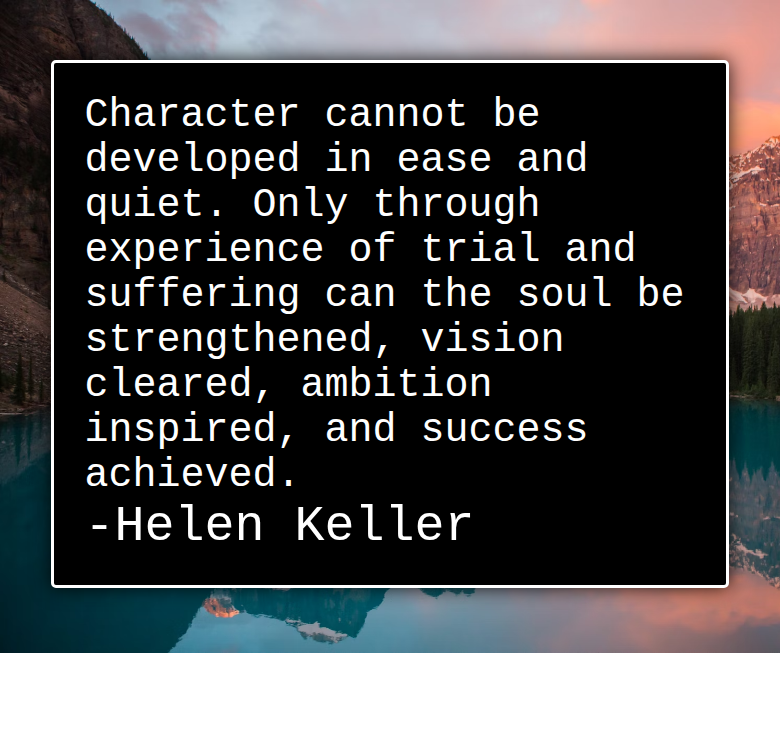 Character cannot be
developed in ease and
quiet. Only through
experience of trial and
suffering can the soul be
strengthened, vision
cleared, ambition
inspired, and success
achieved.
-Helen Keller